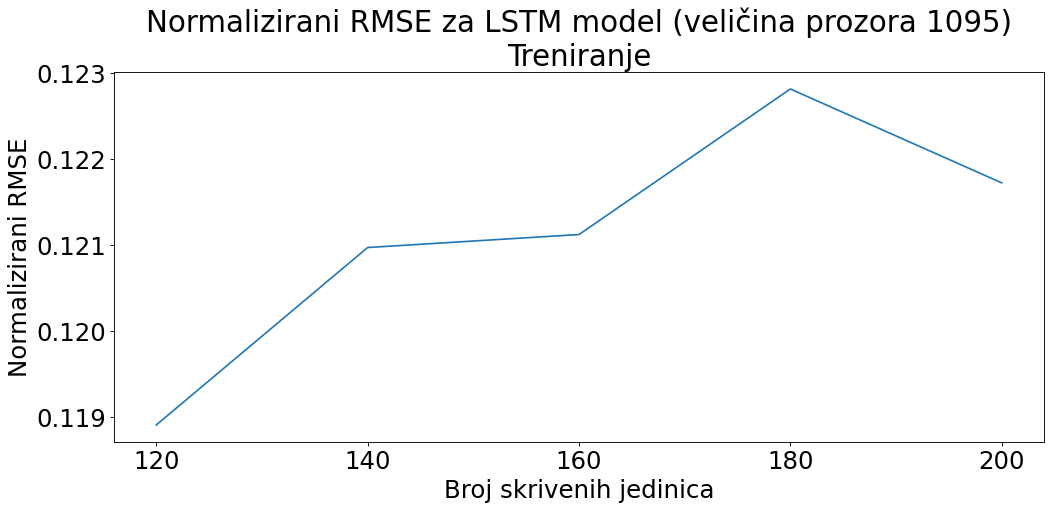 Normalizirani RMSE za LSTM model (veličina prozora 1095)
Treniranje
Normalizirani RMSE
0.123
0.122
0.121
0.120
0.119
120 140 160 180 200
Broj skrivenih jedinica